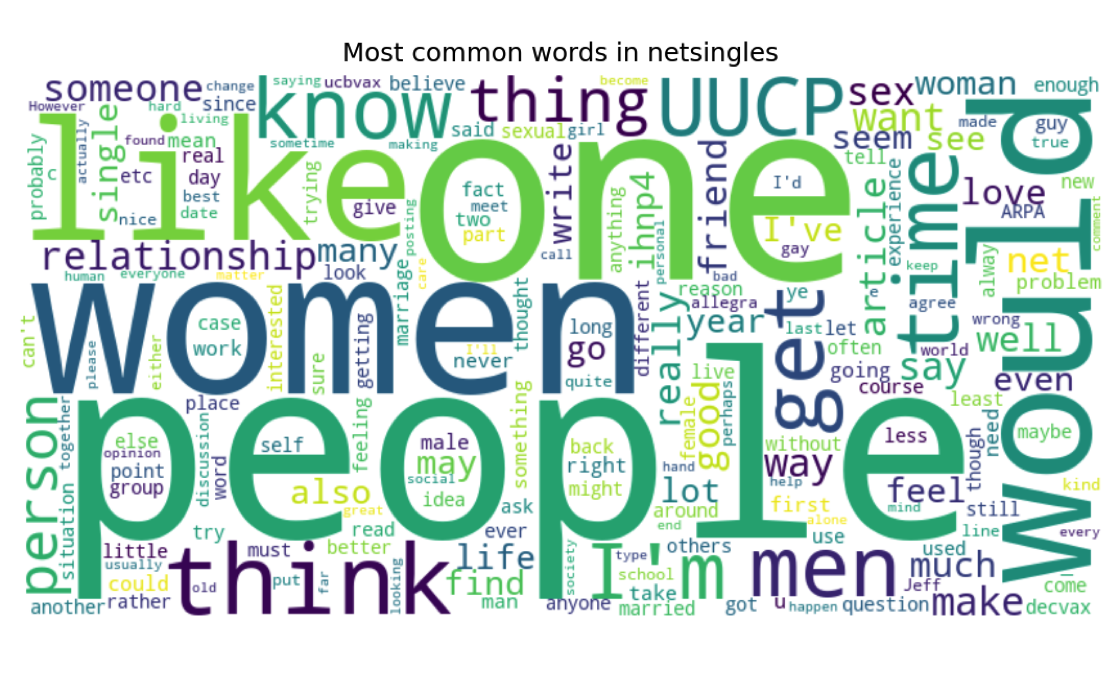 Most common words in netsingles
someone However change since saying ucbvax believe know thing become UUCP sex woman enough
hard living actually found mean sometime making said sexual girl want seem see made guy true
like one probably c single etc real day nice best date trying give fact meet two part
write anything ihnp4 friend I'd I've gay tell article experience time love ARPA new comment would
relationship many human everyone matter look marriage posting care call personal bad keep net alway problem
women can't please either case work interested sure getting I'll never thought long go quite different
really reason allegra year ye get last let often e agree wrong world well going say course even least
people person together place else opinion point group discussion word self feeling male may social idea something
live female good perhaps back right might hand without way help less though need maybe kind
situation also great try read ask ever lot around end first alone mind feel still line every
think little usually could must better life find others use used much come
another rather old put far looking man anyone society I'm type school take married got u happen men question Jeff make decvax